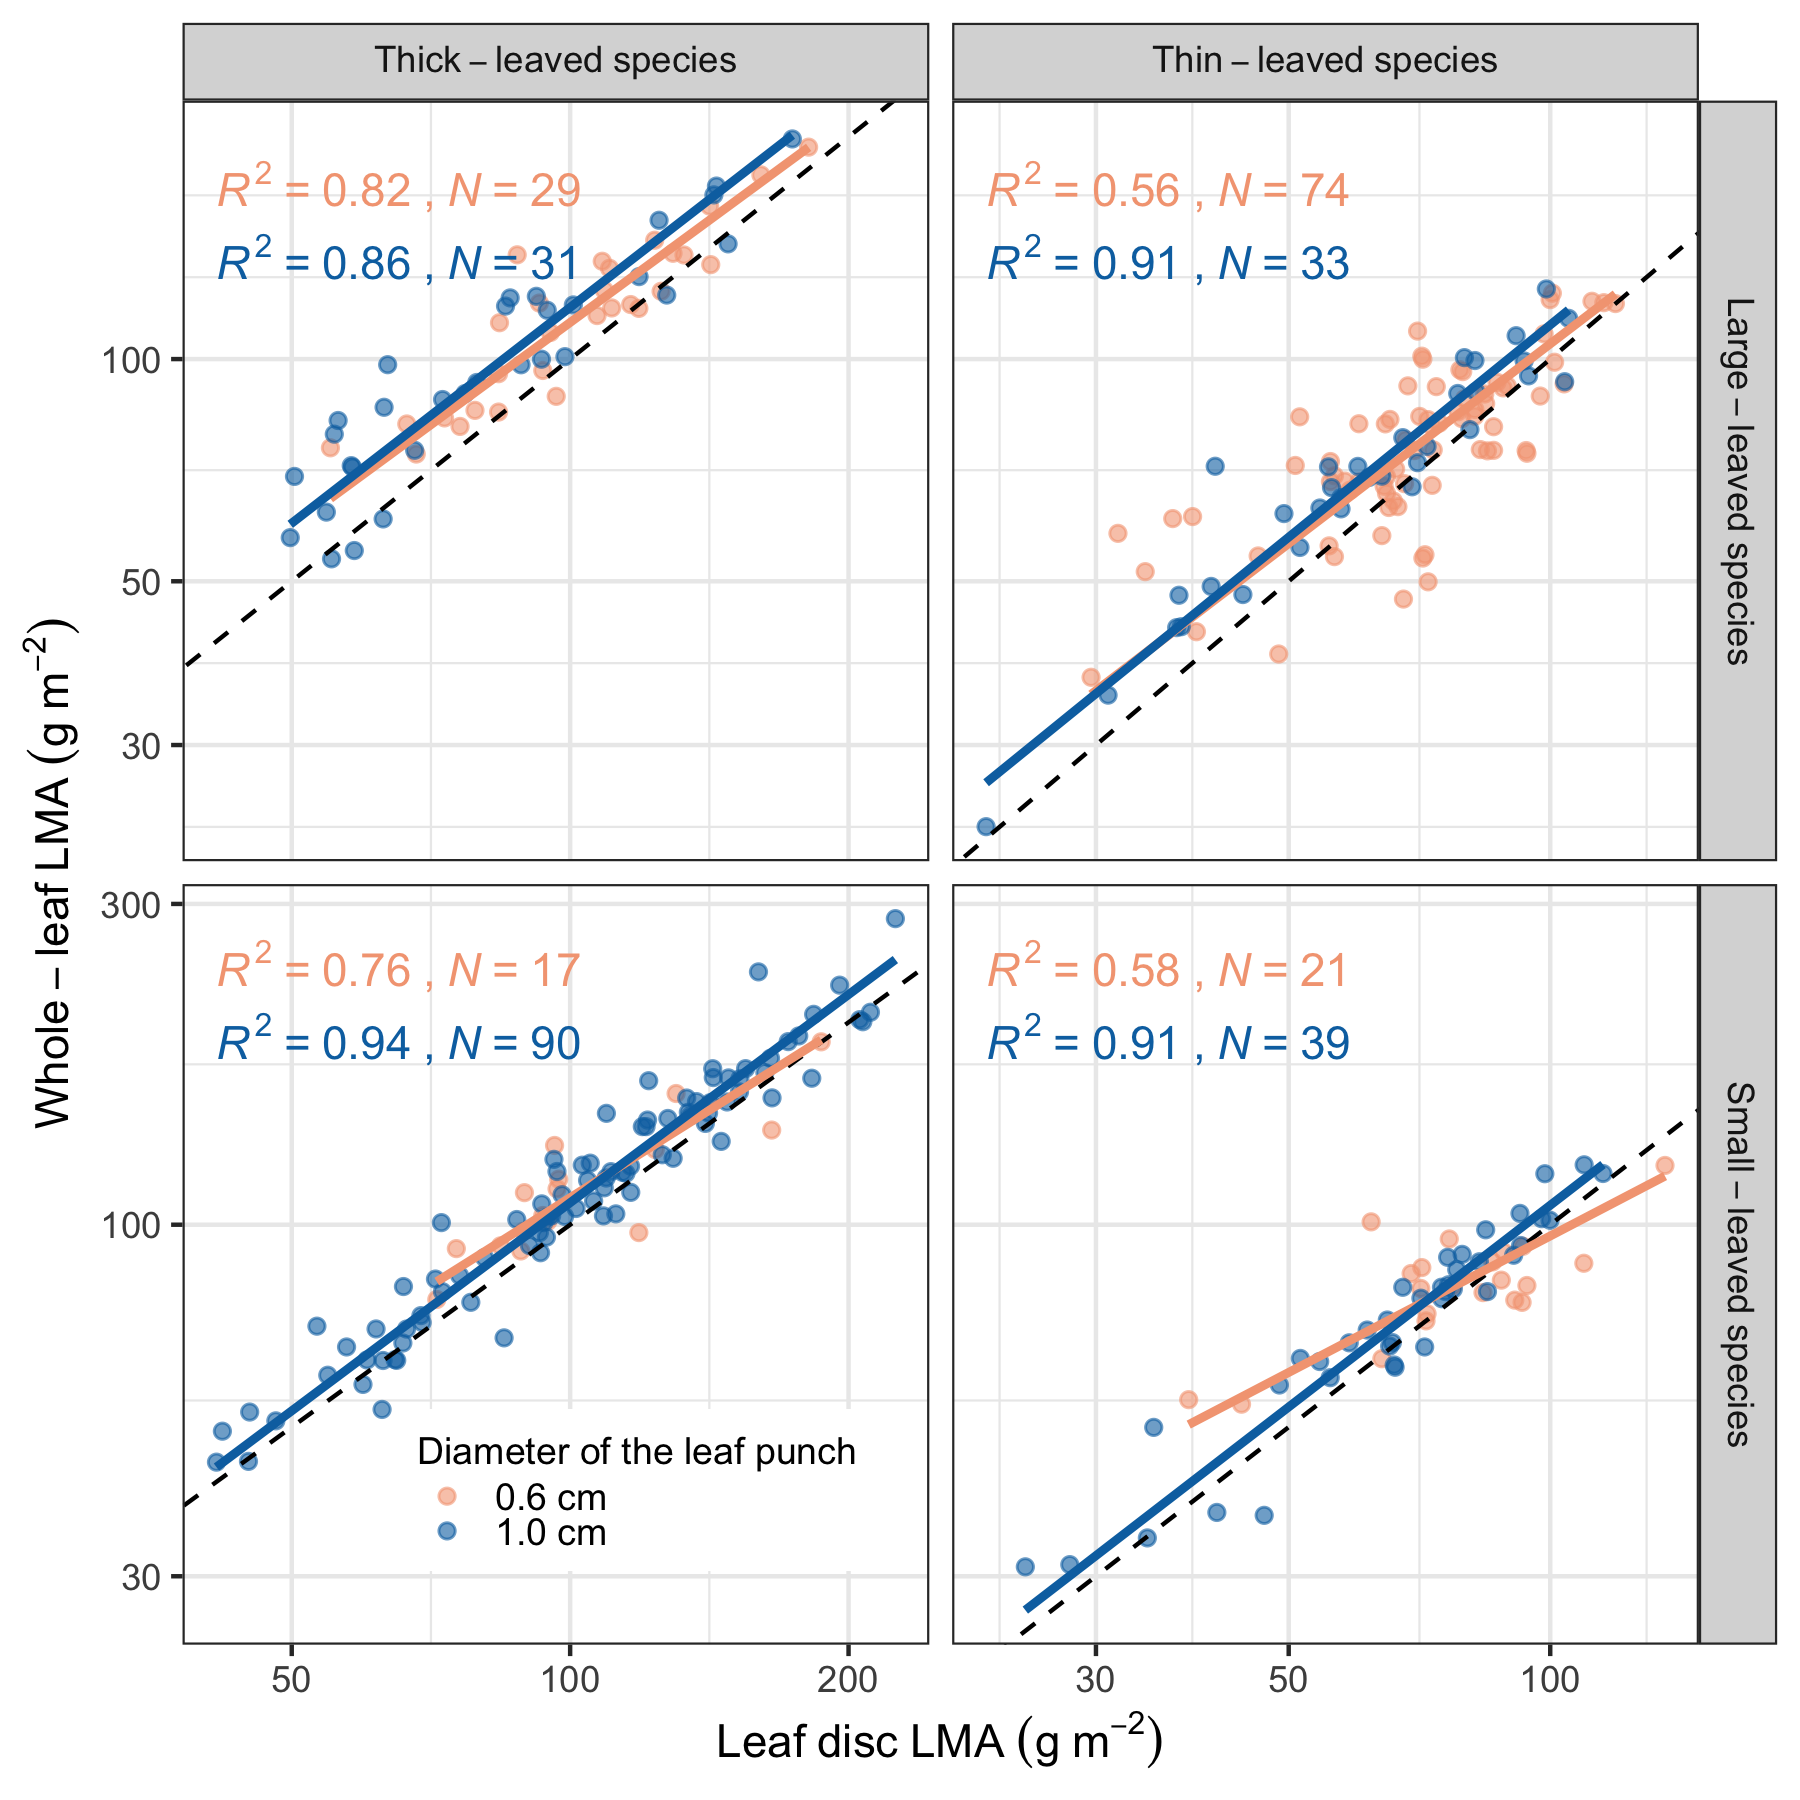 Thick – leaved species
Thin – leaved species
R² = 0.82 , N = 29
R² = 0.86 , N = 31
R² = 0.56 , N = 74
R² = 0.91 , N = 33
Large – leaved species
100
50
30
Whole – leaf LMA (g m⁻²)
R² = 0.76 , N = 17
R² = 0.94 , N = 90
R² = 0.58 , N = 21
R² = 0.91 , N = 39
Small – leaved species
300
100
30
Diameter of the leaf punch
0.6 cm
1.0 cm
50 100 200
30 50 100
Leaf disc LMA (g m⁻²)